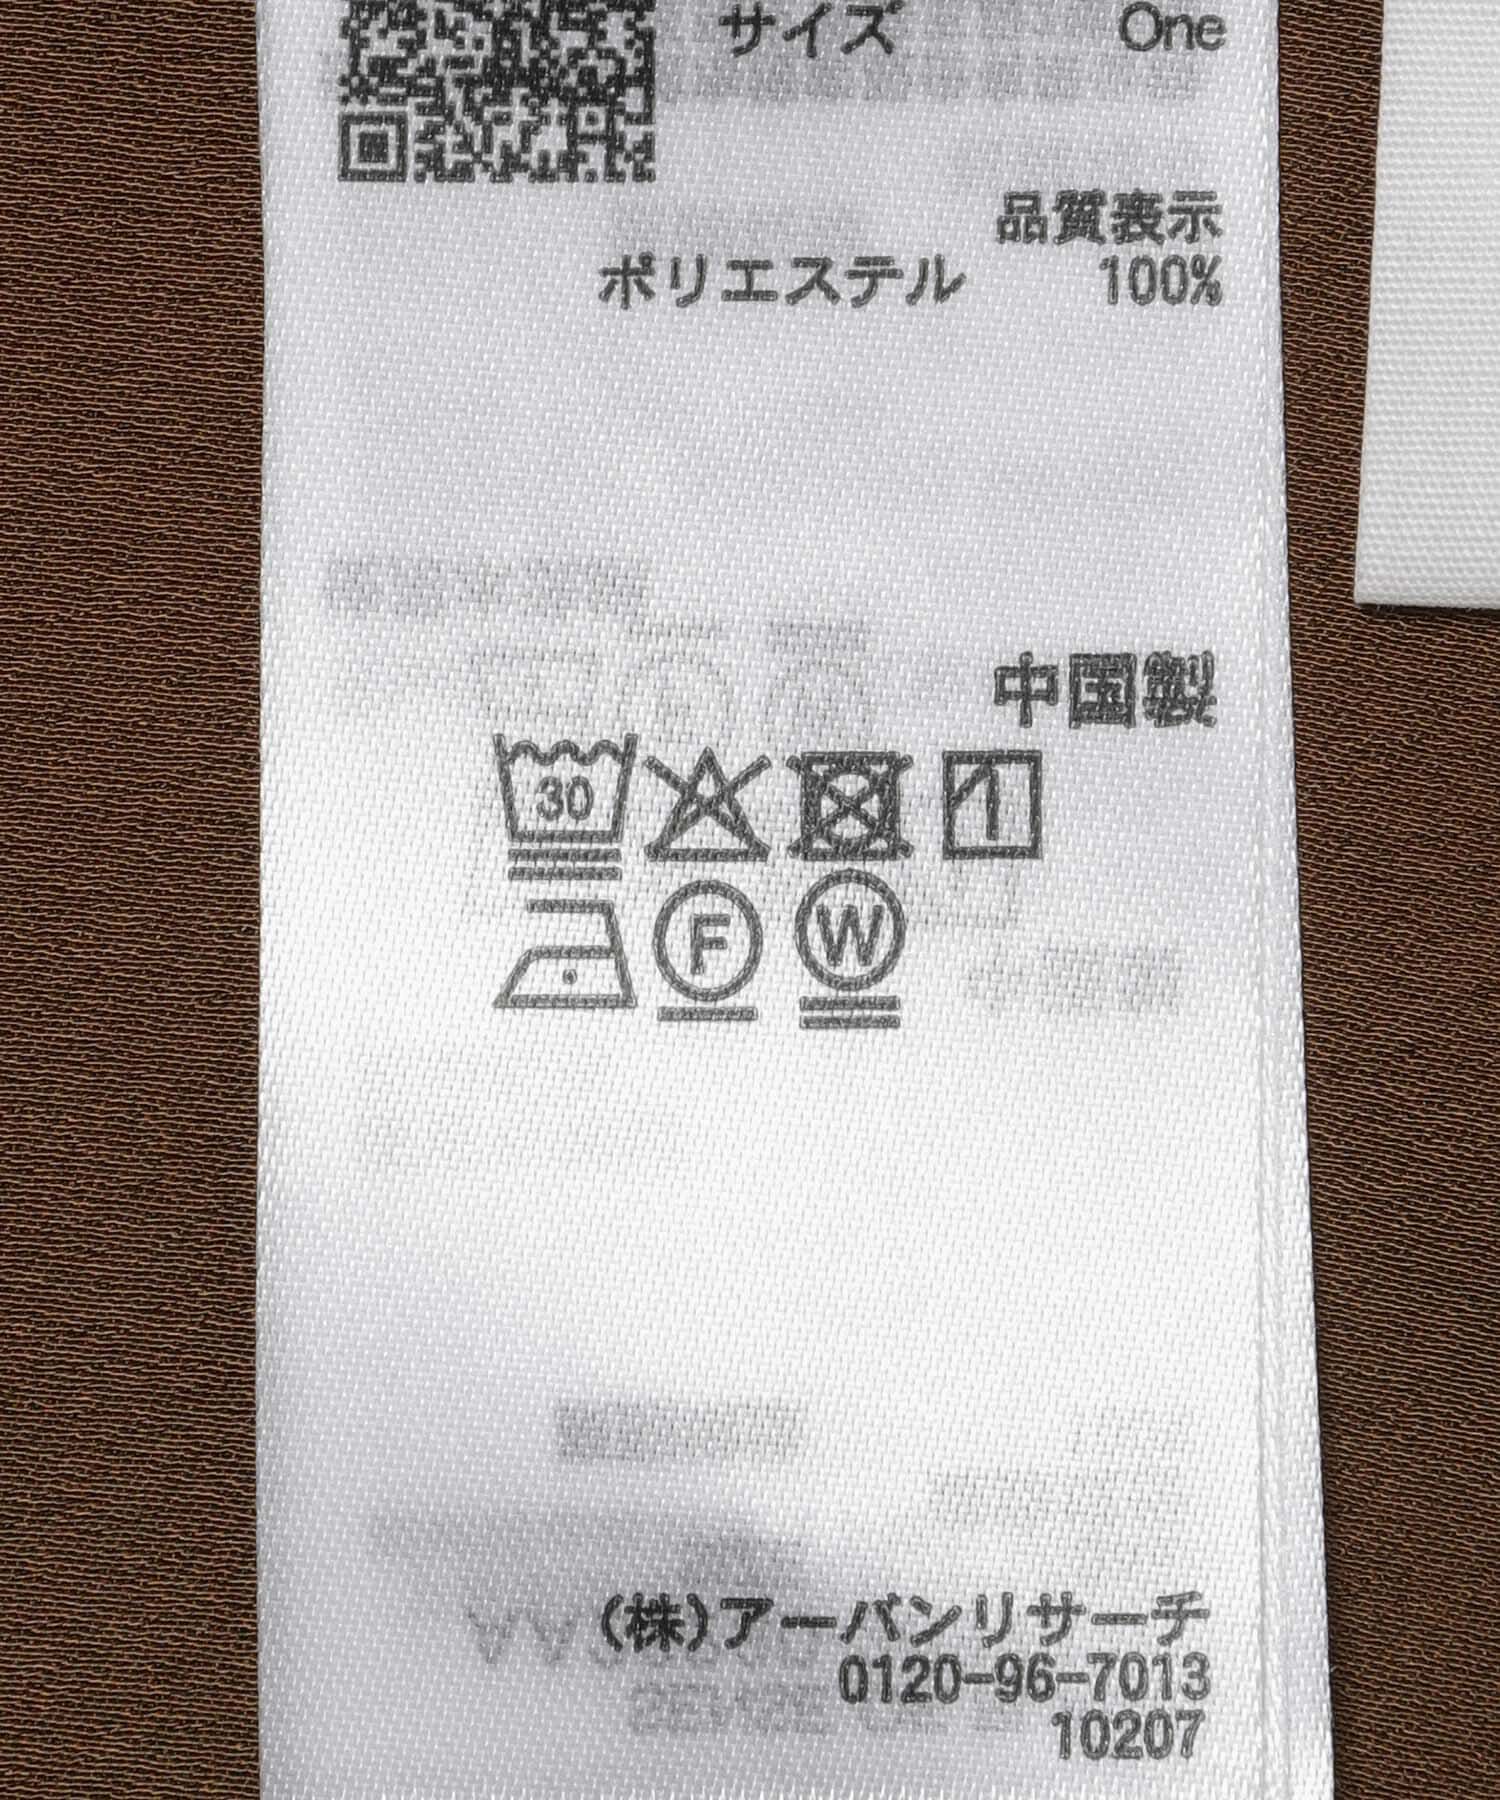 サイズ One
品質表示
ポリエステル 100%
中国製
30
F W
(株)アーバンリサーチ
0120-96-7013
10207